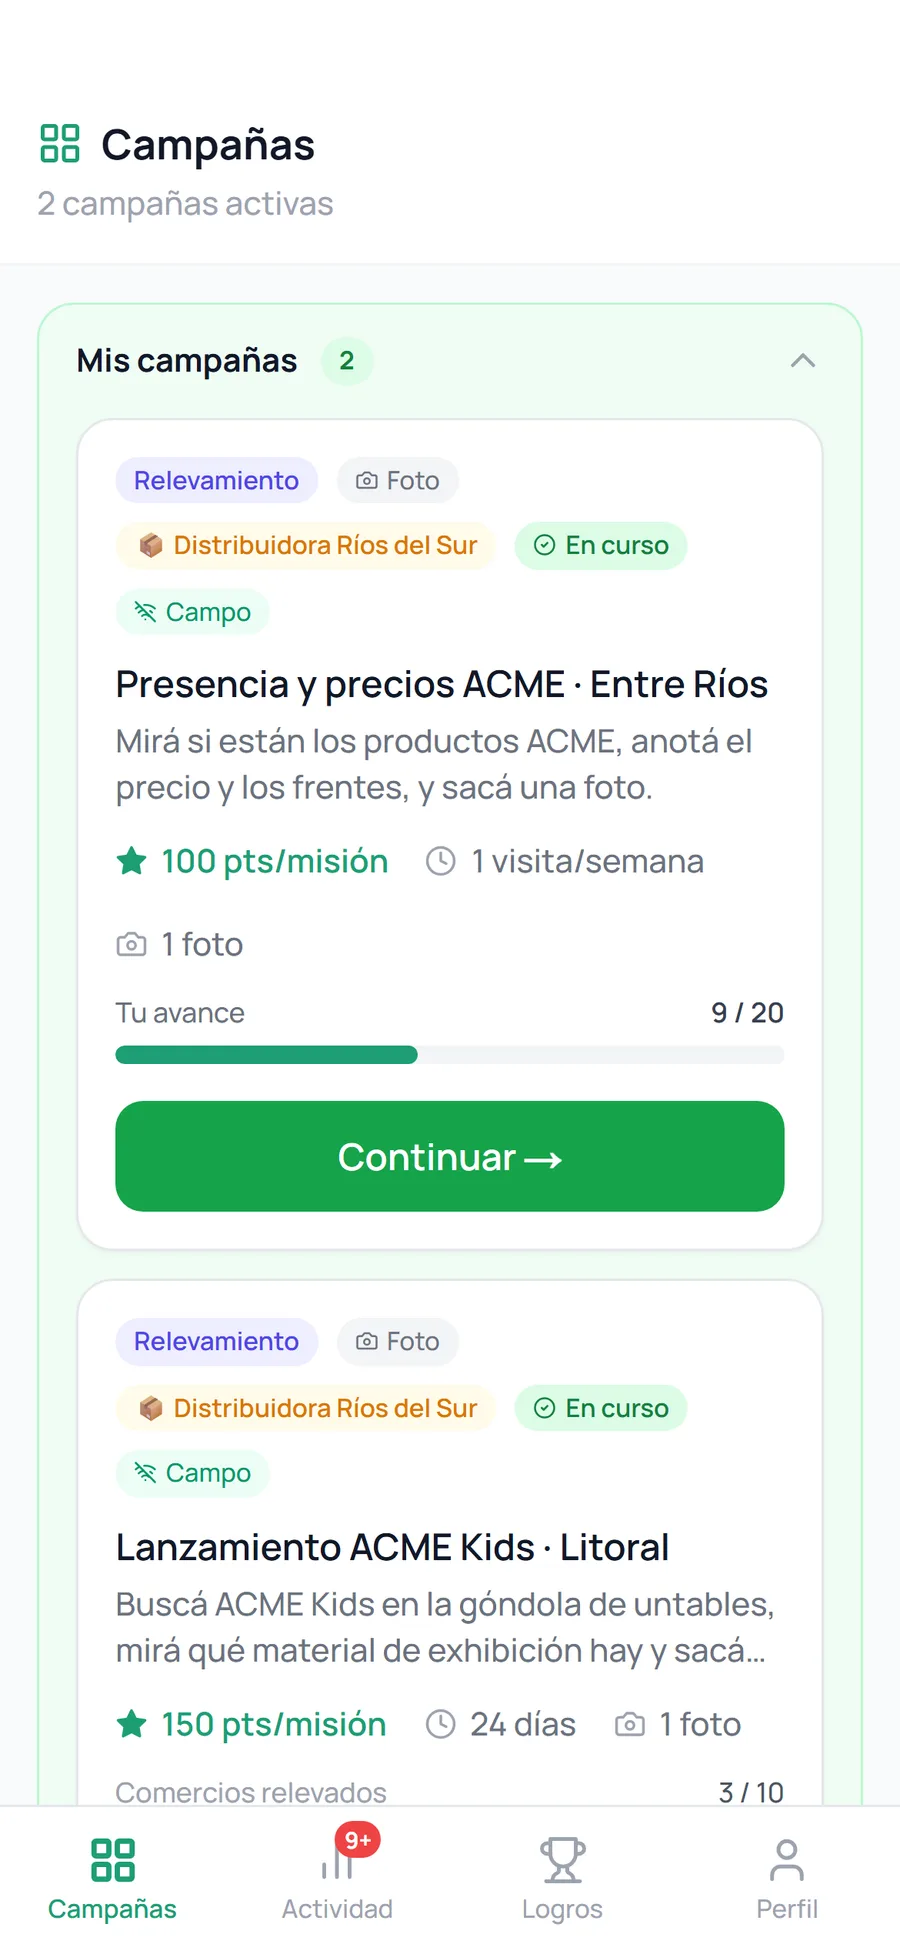 Campañas
2 campañas activas
Mis campañas 2
Relevamiento Foto
Distribuidora Ríos del Sur En curso
Campo
Presencia y precios ACME · Entre Ríos
Mirá si están los productos ACME, anotá el
precio y los frentes, y sacá una foto.
100 pts/misión 1 visita/semana
1 foto
Tu avance 9 / 20
Continuar →
Relevamiento Foto
Distribuidora Ríos del Sur En curso
Campo
Lanzamiento ACME Kids · Litoral
Buscá ACME Kids en la góndola de untables,
mirá qué material de exhibición hay y sacá...
150 pts/misión 24 días 1 foto
Comercios relevados 3 / 10
9+
Campañas Actividad Logros Perfil